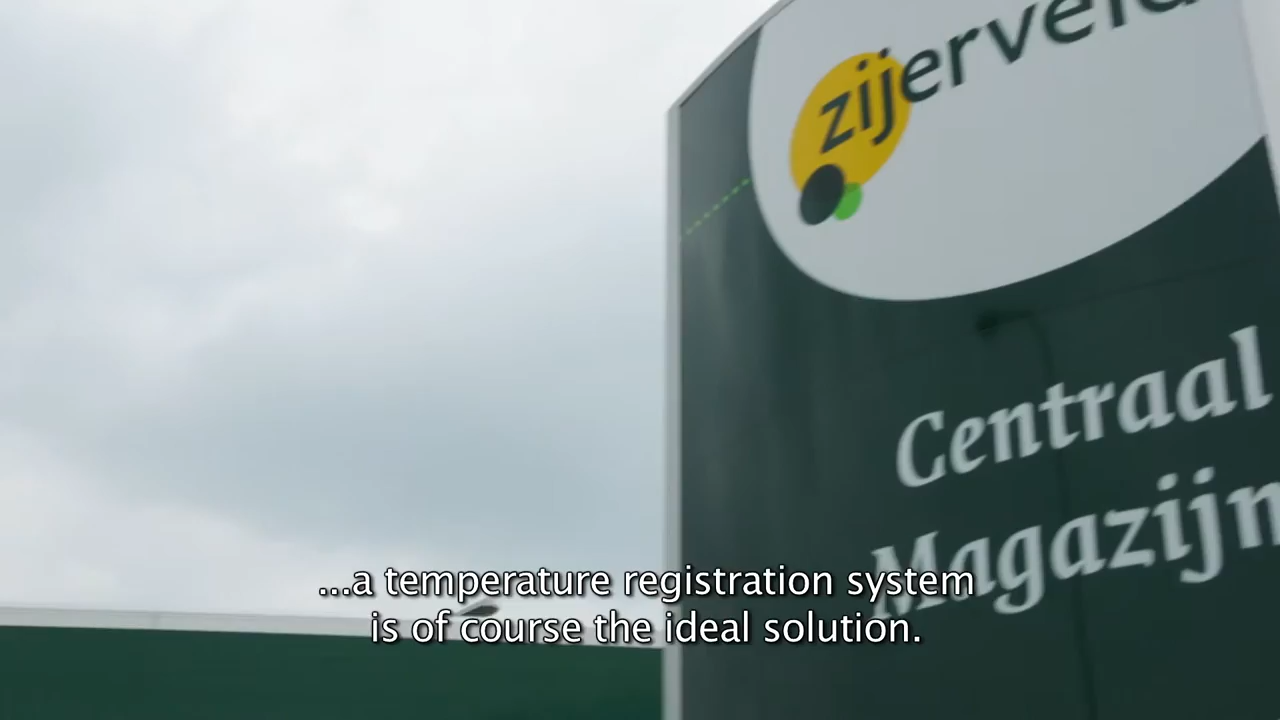 zijerveld
Centraal
Magazijn
...a temperature registration system
is of course the ideal solution.